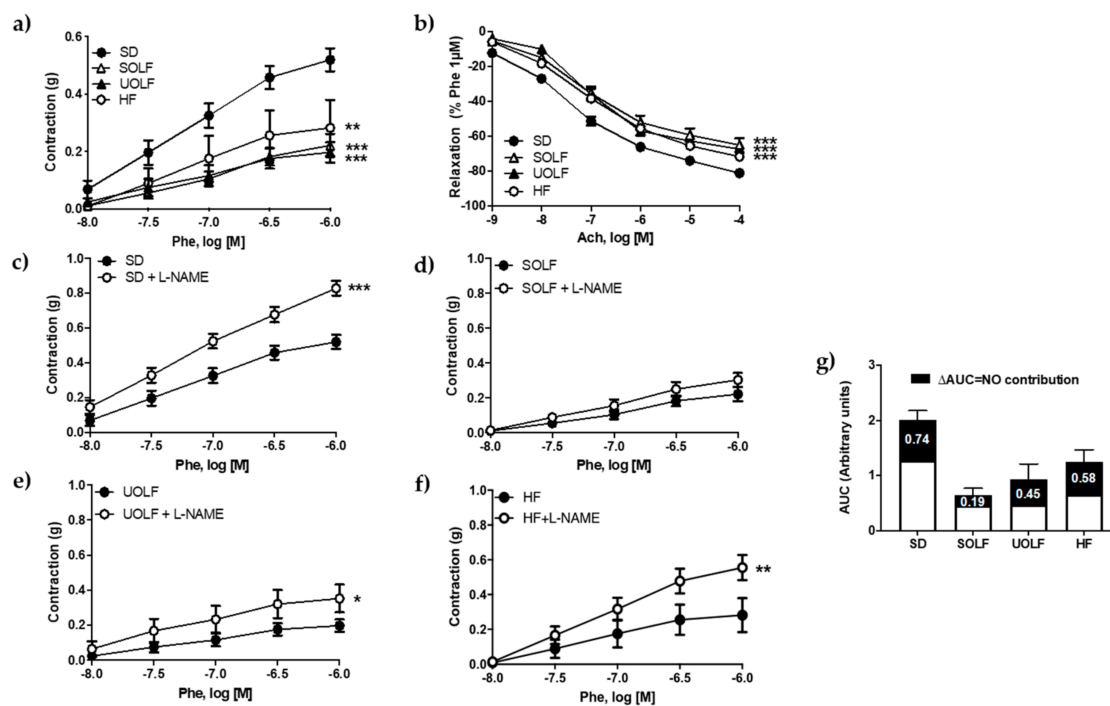 a)
0.6
0.4
0.2
0.0
Contraction (g)
SD
SOLF
UOLF
HF
**
***
***
-8.0 -7.5 -7.0 -6.5 -6.0
Phe, log [M]
b)
0
-20
-40
-60
-80
-100
Relaxation (% Phe 1µM)
SD
SOLF
UOLF
HF
***
***
***
-9 -8 -7 -6 -5 -4
Ach, log [M]
c)
1.0
0.8
0.6
0.4
0.2
0.0
Contraction (g)
SD
SD + L-NAME
***
-8.0 -7.5 -7.0 -6.5 -6.0
Phe, log [M]
d)
1.0
0.8
0.6
0.4
0.2
0.0
Contraction (g)
SOLF
SOLF + L-NAME
-8.0 -7.5 -7.0 -6.5 -6.0
Phe, log [M]
e)
1.0
0.8
0.6
0.4
0.2
0.0
Contraction (g)
UOLF
UOLF + L-NAME
*
-8.0 -7.5 -7.0 -6.5 -6.0
Phe, log [M]
f)
1.0
0.8
0.6
0.4
0.2
0.0
Contraction (g)
HF
HF+L-NAME
**
-8.0 -7.5 -7.0 -6.5 -6.0
Phe, log [M]
g)
3
2
1
0
AUC (Arbitrary units)
ΔAUC=NO contribution
0.74
0.19
0.45
0.58
SD SOLF UOLF HF